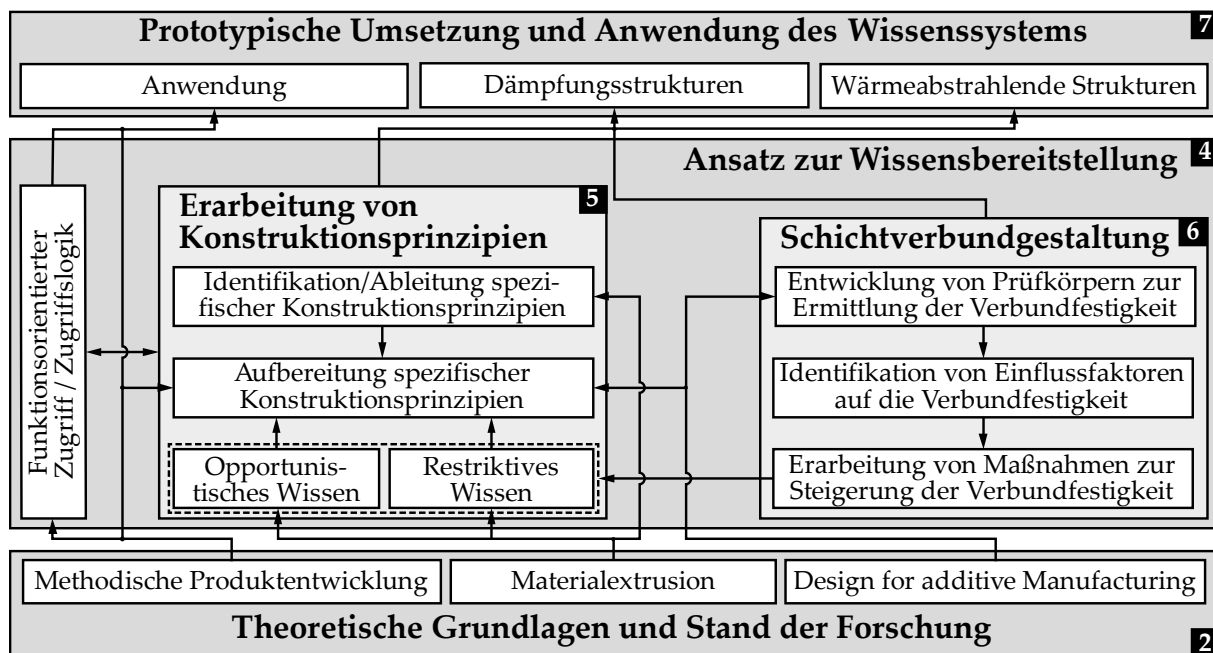 Prototypische Umsetzung und Anwendung des Wissenssystems
7
Anwendung
Dämpfungsstrukturen
Wärmeabstrahlende Strukturen
Ansatz zur Wissensbereitstellung
4
Funktionsorientierter
Zugriff / Zugriffslogik
Erarbeitung von
Konstruktionsprinzipien
5
Identifikation/Ableitung spezi-
fischer Konstruktionsprinzipien
Aufbereitung spezifischer
Konstruktionsprinzipien
Opportunis-
tisches Wissen
Restriktives
Wissen
Schichtverbundgestaltung
6
Entwicklung von Prüfkörpern zur
Ermittlung der Verbundfestigkeit
Identifikation von Einflussfaktoren
auf die Verbundfestigkeit
Erarbeitung von Maßnahmen zur
Steigerung der Verbundfestigkeit
Methodische Produktentwicklung
Materialextrusion
Design for additive Manufacturing
Theoretische Grundlagen und Stand der Forschung
2